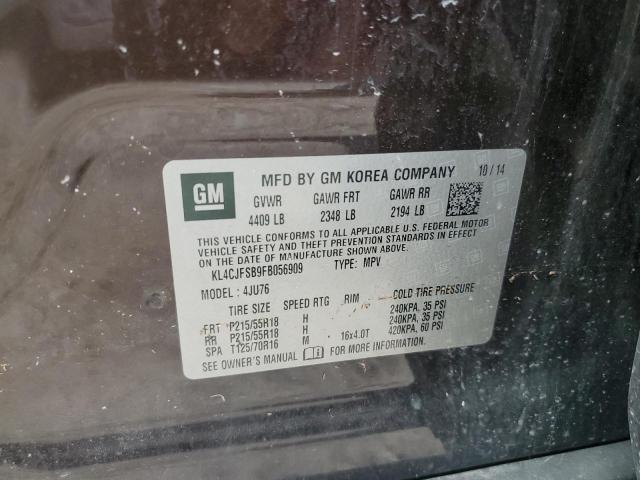 GM
MFD BY GM KOREA COMPANY 10/14
GVWR GAWR FRT GAWR RR
4409 LB 2348 LB 2194 LB
THIS VEHICLE CONFORMS TO ALL APPLICABLE U.S. FEDERAL MOTOR
VEHICLE SAFETY AND THEFT PREVENTION STANDARDS IN EFFECT ON
THE DATE OF MANUFACTURE SHOWN ABOVE.
KL4CJFSB9FB056909 TYPE: MPV
MODEL: 4JU76
TIRE SIZE SPEED RTG RIM COLD TIRE PRESSURE
FRT P215/55R18 H 240KPA, 35 PSI
RR P215/55R18 H 240KPA, 35 PSI
SPA T125/70R16 M 16x4.0T 420KPA, 60 PSI
SEE OWNER'S MANUAL FOR MORE INFORMATION.